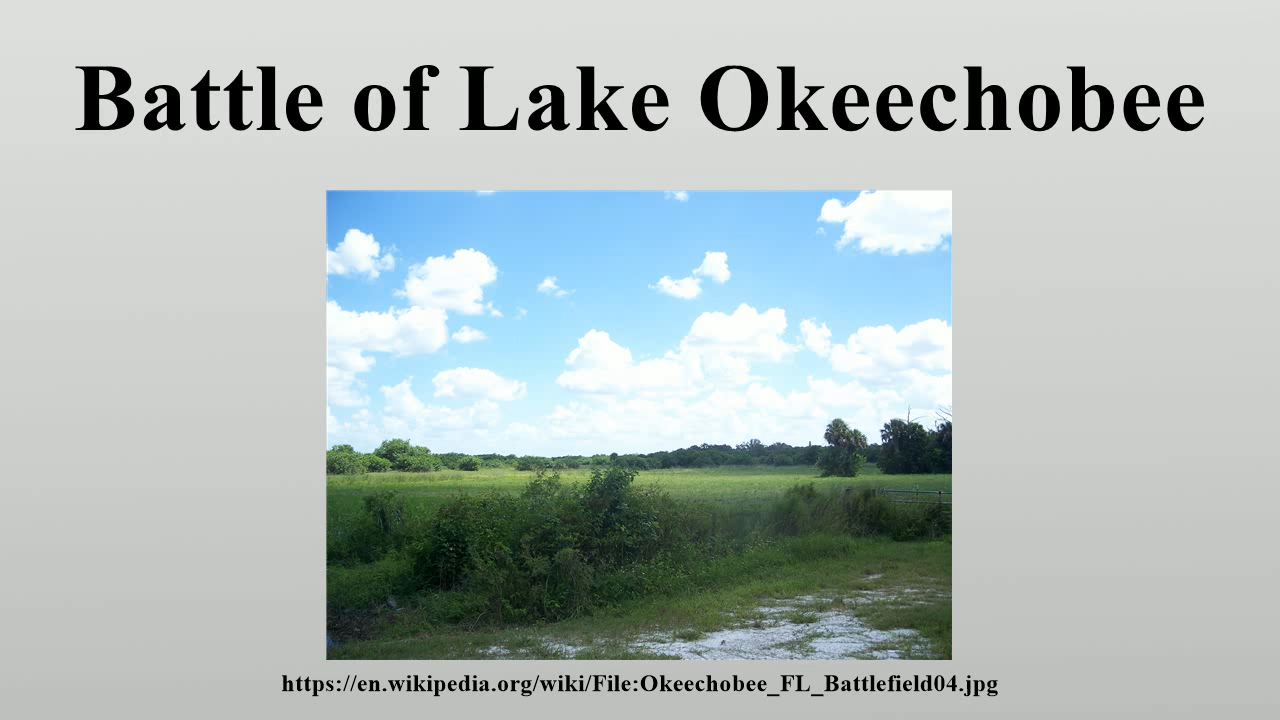 Battle of Lake Okeechobee
https://en.wikipedia.org/wiki/File:Okeechobee_FL_Battlefield04.jpg